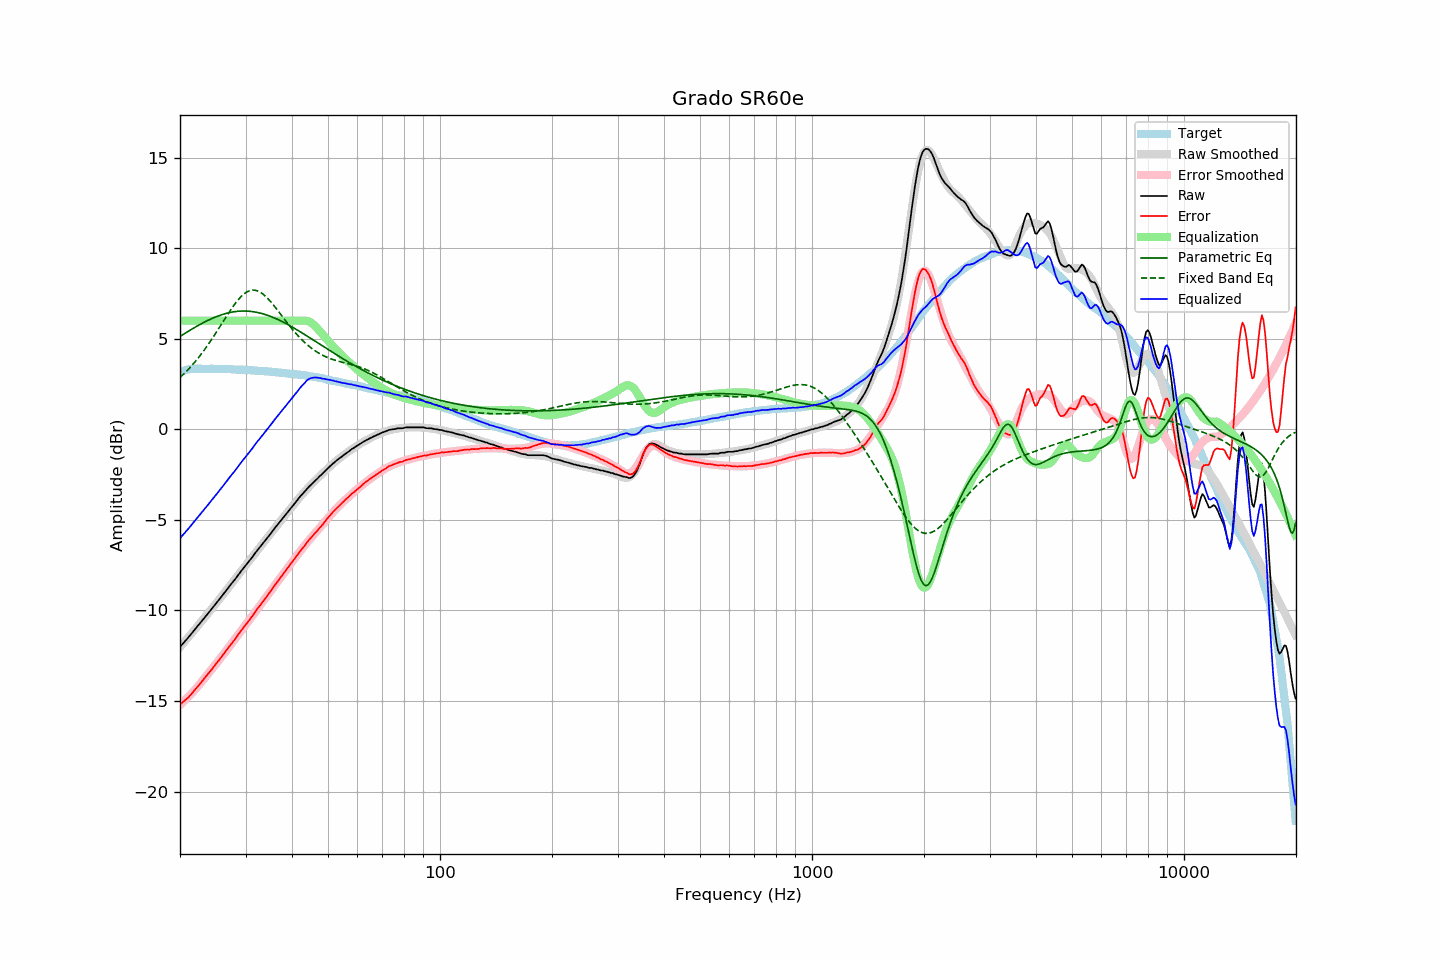 Grado SR60e
Target
Raw Smoothed
Error Smoothed
Raw
Error
Equalization
Parametric Eq
Fixed Band Eq
Equalized
15
10
5
0
−5
−10
−15
−20
Amplitude (dBr)
100
1000
10000
Frequency (Hz)